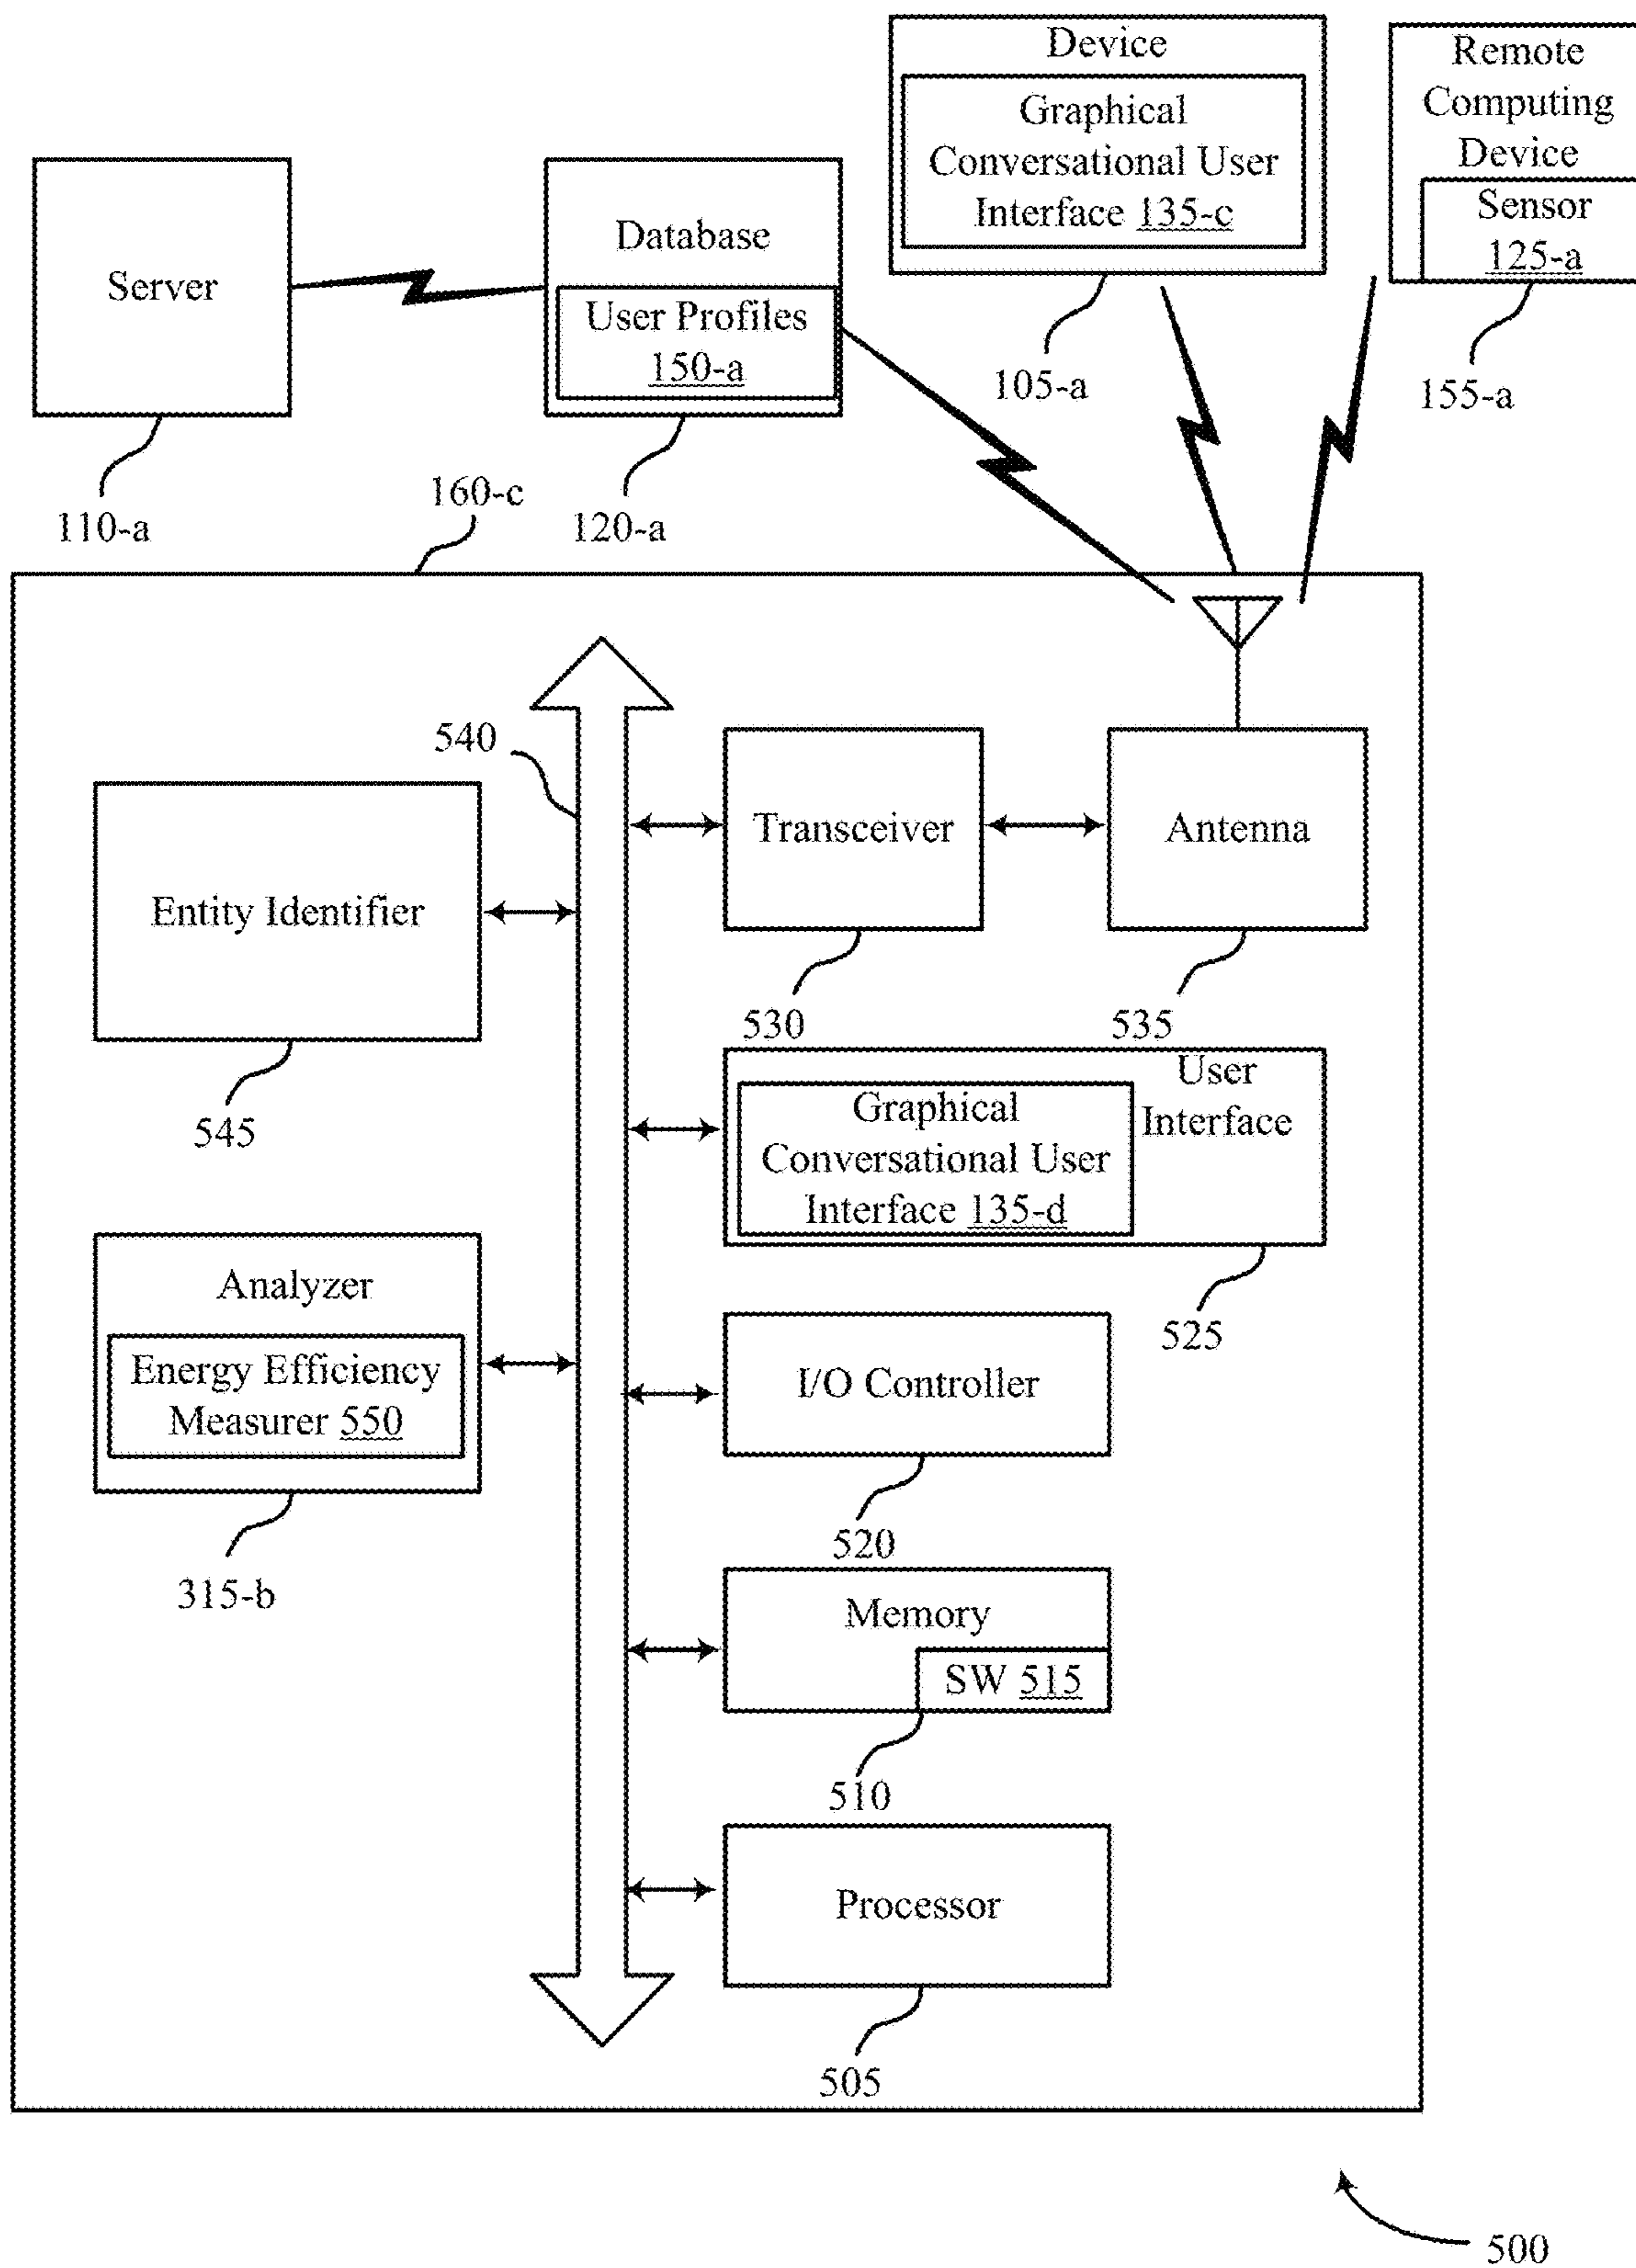 Device
Graphical
Conversational User
Interface 135-c
Remote
Computing
Device
Sensor
125-a
Server
Database
User Profiles
150-a
105-a
155-a
110-a
160-c
120-a
540
Transceiver
Antenna
Entity Identifier
530
535
545
User
Interface
Graphical
Conversational User
Interface 135-d
525
Analyzer
Energy Efficiency
Measurer 550
315-b
I/O Controller
520
Memory
SW 515
510
Processor
505
500